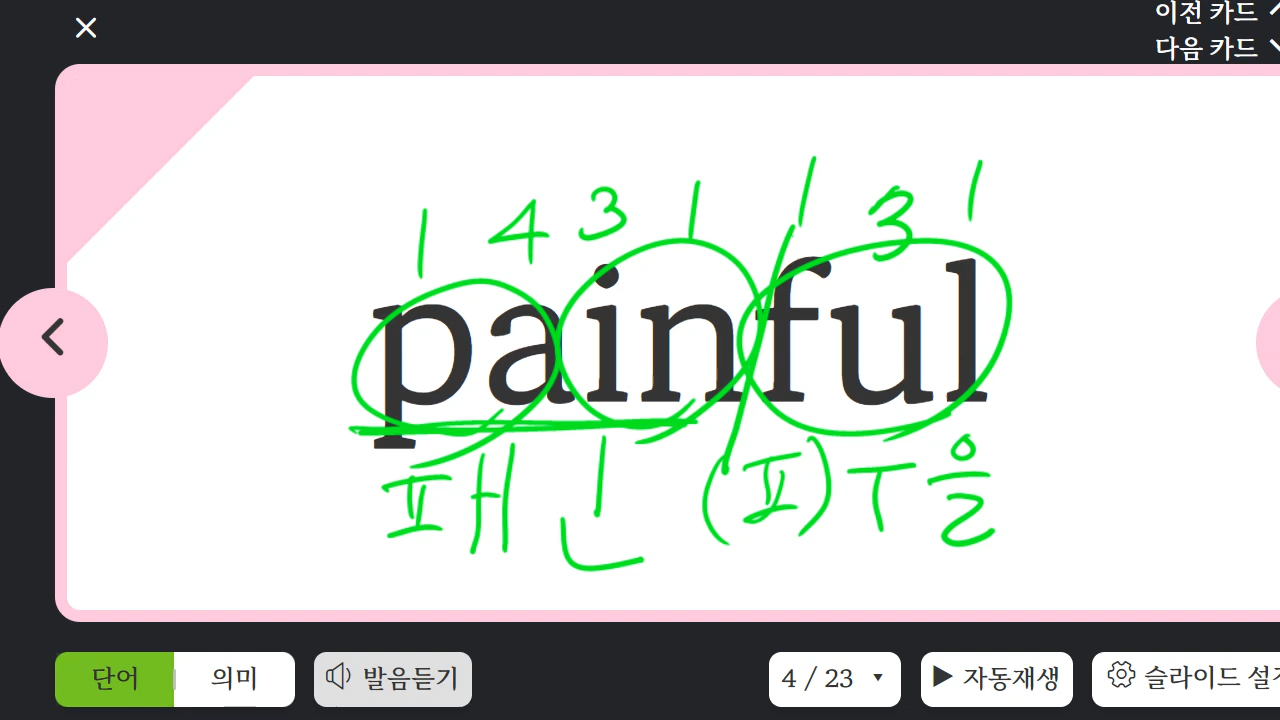 이전 카드
다음 카드
1 4 3 1 1 3 1
painful
패 ㅣㄴ (ㅍ) ㅜ 을
단어 의미 발음듣기 4 / 23 자동재생 슬라이드